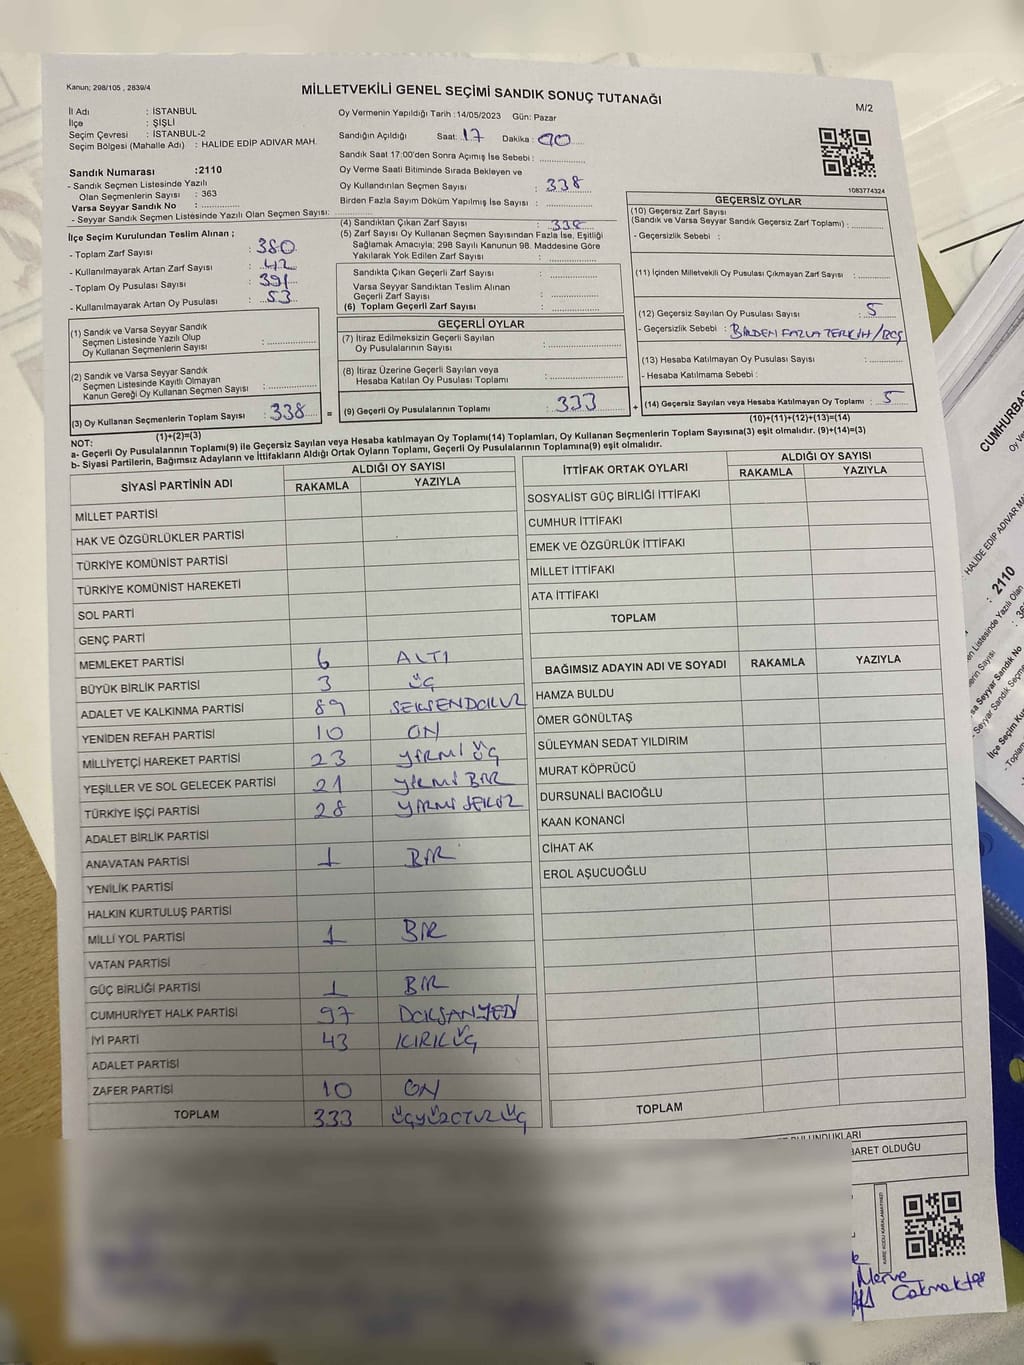 Kanun; 298/105 , 2839/4
MİLLETVEKİLİ GENEL SEÇİMİ SANDIK SONUÇ TUTANAĞI
M/2
İl Adı : İSTANBUL
İlçe : ŞİŞLİ
Seçim Çevresi : İSTANBUL-2
Seçim Bölgesi (Mahalle Adı) : HALİDE EDİP ADIVAR MAH.
Oy Vermenin Yapıldığı Tarih :14/05/2023 Gün: Pazar
Sandığın Açıldığı Saat: 17 Dakika: 00
Sandık Saat 17:00'den Sonra Açımış İse Sebebi :
Oy Verme Saati Bitiminde Sırada Bekleyen ve
Oy Kullandırılan Seçmen Sayısı : 338
Birden Fazla Sayım Döküm Yapılmış İse Sayısı :
Sandık Numarası :2110
- Sandık Seçmen Listesinde Yazılı
Olan Seçmenlerin Sayısı : 363
Varsa Seyyar Sandık No :
- Seyyar Sandık Seçmen Listesinde Yazılı Olan Seçmen Sayısı:
1083774324
İlçe Seçim Kurulundan Teslim Alınan ;
- Toplam Zarf Sayısı : 380
- Kullanılmayarak Artan Zarf Sayısı : 42
- Toplam Oy Pusulası Sayısı : 391
- Kullanılmayarak Artan Oy Pusulası : 53
(4) Sandıktan Çıkan Zarf Sayısı : 338
(5) Zarf Sayısı Oy Kullanan Seçmen Sayısından Fazla İse, Eşitliği
Sağlamak Amacıyla; 298 Sayılı Kanunun 98. Maddesine Göre
Yakılarak Yok Edilen Zarf Sayısı :
Sandıkta Çıkan Geçerli Zarf Sayısı :
Varsa Seyyar Sandıktan Teslim Alınan
Geçerli Zarf Sayısı :
(6) Toplam Geçerli Zarf Sayısı :
GEÇERSİZ OYLAR
(10) Geçersiz Zarf Sayısı
(Sandık ve Varsa Seyyar Sandık Geçersiz Zarf Toplamı) :
- Geçersizlik Sebebi :
(11) İçinden Milletvekili Oy Pusulası Çıkmayan Zarf Sayısı :
(12) Geçersiz Sayılan Oy Pusulası Sayısı : 5
- Geçersizlik Sebebi : BİRDEN FAZLA TERCİH/BOŞ
(13) Hesaba Katılmayan Oy Pusulası Sayısı :
- Hesaba Katılmama Sebebi :
(14) Geçersiz Sayılan veya Hesaba Katılmayan Oy Toplamı : 5
(10)+(11)+(12)+(13)=(14)
(1) Sandık ve Varsa Seyyar Sandık
Seçmen Listesinde Yazılı Olup
Oy Kullanan Seçmenlerin Sayısı :
(2) Sandık ve Varsa Seyyar Sandık
Seçmen Listesinde Kayıtlı Olmayan
Kanun Gereği Oy Kullanan Seçmen Sayısı :
(3) Oy Kullanan Seçmenlerin Toplam Sayısı : 338 =
(1)+(2)=(3)
GEÇERLİ OYLAR
(7) İtiraz Edilmeksizin Geçerli Sayılan
Oy Pusulalarının Sayısı :
(8) İtiraz Üzerine Geçerli Sayılan veya
Hesaba Katılan Oy Pusulası Toplamı :
(9) Geçerli Oy Pusulalarının Toplamı : 333 +
NOT:
a- Geçerli Oy Pusulalarının Toplamı(9) ile Geçersiz Sayılan veya Hesaba katılmayan Oy Toplamı(14) Toplamları, Oy Kullanan Seçmenlerin Toplam Sayısına(3) eşit olmalıdır. (9)+(14)=(3)
b- Siyasi Partilerin, Bağımsız Adayların ve İttifakların Aldığı Ortak Oyların Toplamı, Geçerli Oy Pusulalarının Toplamına(9) eşit olmalıdır.
SİYASİ PARTİNİN ADI ALDIĞI OY SAYISI
RAKAMLA YAZIYLA
MİLLET PARTİSİ
HAK VE ÖZGÜRLÜKLER PARTİSİ
TÜRKİYE KOMÜNİST PARTİSİ
TÜRKİYE KOMÜNİST HAREKETİ
SOL PARTİ
GENÇ PARTİ
MEMLEKET PARTİSİ 6 ALTI
BÜYÜK BİRLİK PARTİSİ 3 ÜÇ
ADALET VE KALKINMA PARTİSİ 89 SEKSENDOKUZ
YENİDEN REFAH PARTİSİ 10 ON
MİLLİYETÇİ HAREKET PARTİSİ 23 YİRMİ ÜÇ
YEŞİLLER VE SOL GELECEK PARTİSİ 21 YİRMİ BİR
TÜRKİYE İŞÇİ PARTİSİ 28 YİRMİ SEKİZ
ADALET BİRLİK PARTİSİ
ANAVATAN PARTİSİ 1 BİR
YENİLİK PARTİSİ
HALKIN KURTULUŞ PARTİSİ
MİLLİ YOL PARTİSİ 1 BİR
VATAN PARTİSİ
GÜÇ BİRLİĞİ PARTİSİ 1 BİR
CUMHURİYET HALK PARTİSİ 97 DOKSANYEDİ
İYİ PARTİ 43 KIRKÜÇ
ADALET PARTİSİ
ZAFER PARTİSİ 10 ON
TOPLAM 333 ÜÇYÜZOTUZ ÜÇ
İTTİFAK ORTAK OYLARI ALDIĞI OY SAYISI
RAKAMLA YAZIYLA
SOSYALİST GÜÇ BİRLİĞİ İTTİFAKI
CUMHUR İTTİFAKI
EMEK VE ÖZGÜRLÜK İTTİFAKI
MİLLET İTTİFAKI
ATA İTTİFAKI
TOPLAM
BAĞIMSIZ ADAYIN ADI VE SOYADI RAKAMLA YAZIYLA
HAMZA BULDU
ÖMER GÖNÜLTAŞ
SÜLEYMAN SEDAT YILDIRIM
MURAT KÖPRÜCÜ
DURSUNALİ BACIOĞLU
KAAN KONANCİ
CİHAT AK
EROL AŞUCUOĞLU
TOPLAM
BULUNDUKLARI
BARET OLDUĞU
KARE KODU KARALAMAYINIZ!
Merve
Cakmaktaş
CUMHURBA
HALİDE EDİP ADIVAR MA
: 2110